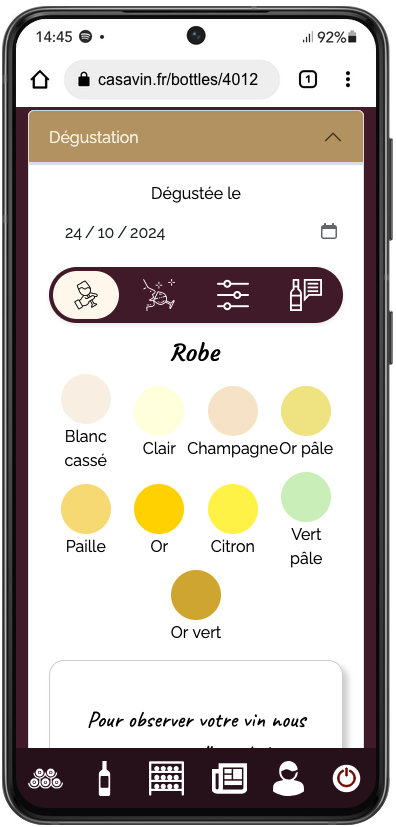 14:45 92%
casavin.fr/bottles/4012 1
Dégustation
Dégustée le
24 / 10 / 2024
Robe
Blanc cassé Clair Champagne Or pâle
Paille Or Citron Vert pâle
Or vert
Pour observer votre vin nous